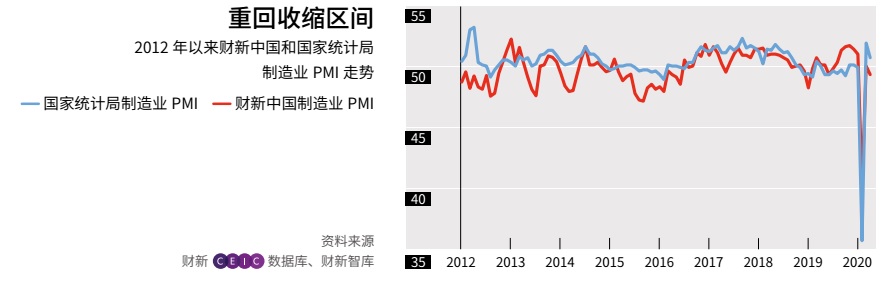 重回收缩区间
2012 年以来财新中国和国家统计局
制造业 PMI 走势
国家统计局制造业 PMI 财新中国制造业 PMI
资料来源
财新 CEIC 数据库、财新智库
55
50
45
40
35
2012 2013 2014 2015 2016 2017 2018 2019 2020